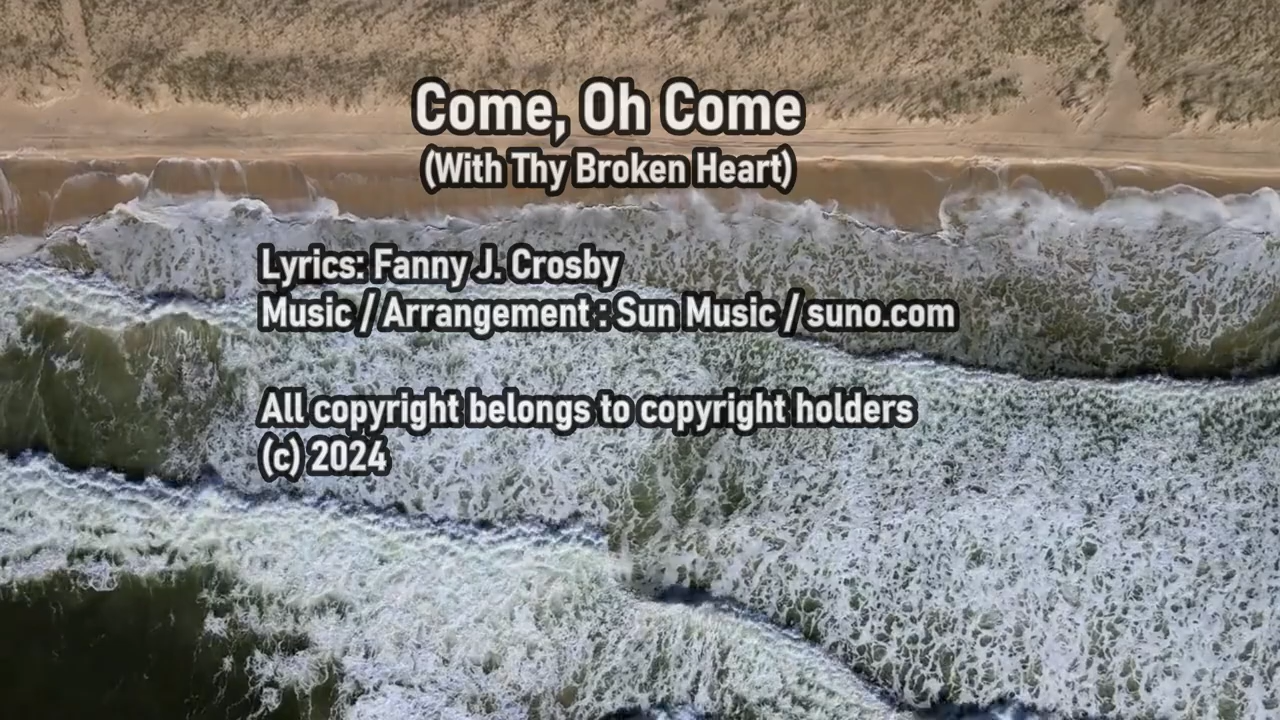 Come, Oh Come
(With Thy Broken Heart)
Lyrics: Fanny J. Crosby
Music / Arrangement : Sun Music / suno.com
All copyright belongs to copyright holders
(c) 2024